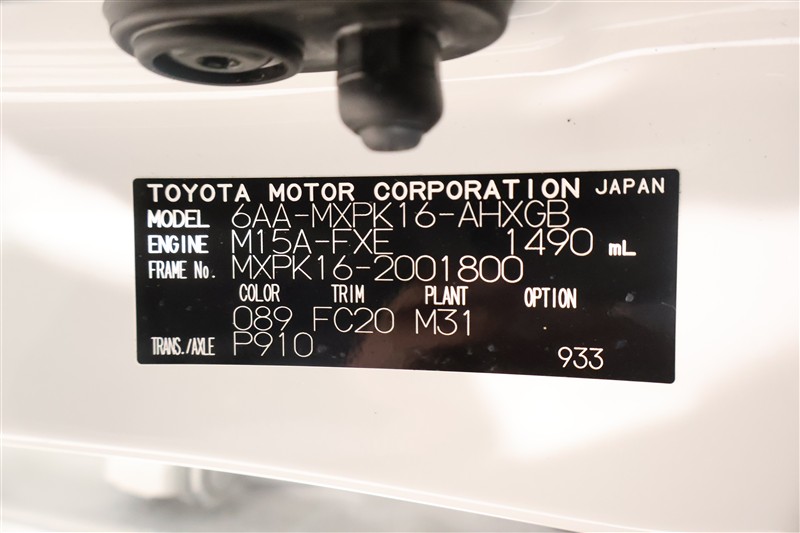 TOYOTA MOTOR CORPORATION JAPAN
MODEL 6AA-MXPK16-AHXGB
ENGINE M15A-FXE 1490 mL
FRAME No. MXPK16-2001800
COLOR TRIM PLANT OPTION
089 FC20 M31
TRANS./AXLE P910 933